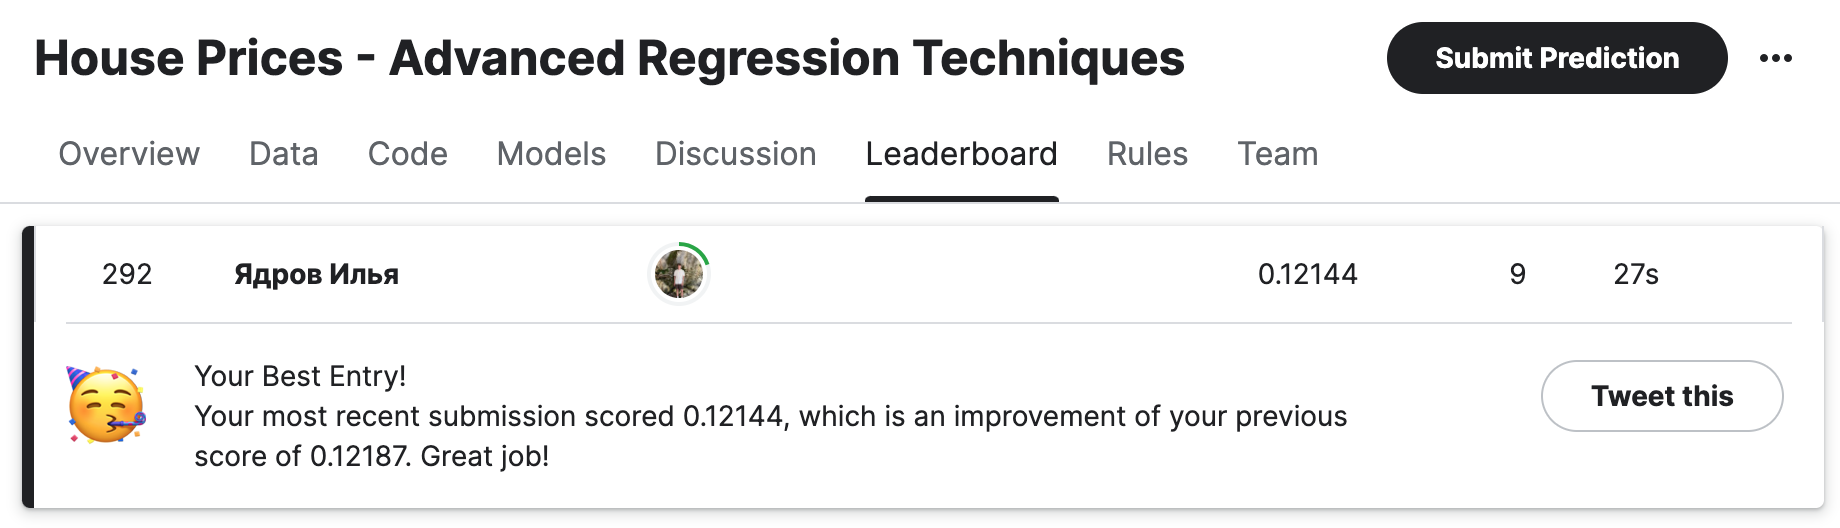 House Prices - Advanced Regression Techniques
Submit Prediction
Overview Data Code Models Discussion Leaderboard Rules Team
292 Ядров Илья 0.12144 9 27s
Your Best Entry!
Your most recent submission scored 0.12144, which is an improvement of your previous
score of 0.12187. Great job!
Tweet this